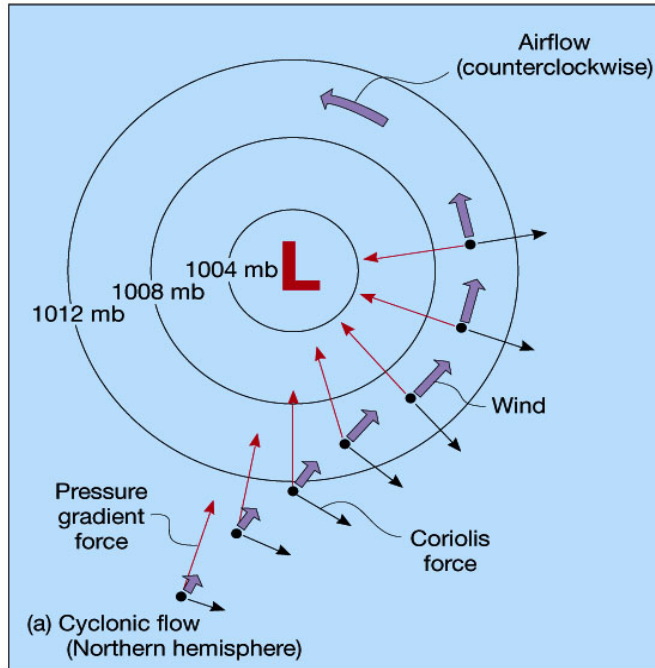 Airflow
(counterclockwise)
L
1004 mb
1008 mb
1012 mb
Wind
Pressure
gradient
force
Coriolis
force
(a) Cyclonic flow
(Northern hemisphere)